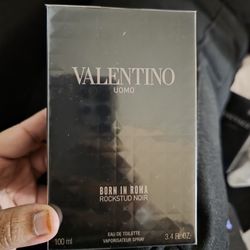 VALENTINO
UOMO
BORN IN ROMA
ROCKSTUD NOIR
EAU DE TOILETTE
100 ml VAPORISATEUR SPRAY 3.4 FL.OZ.